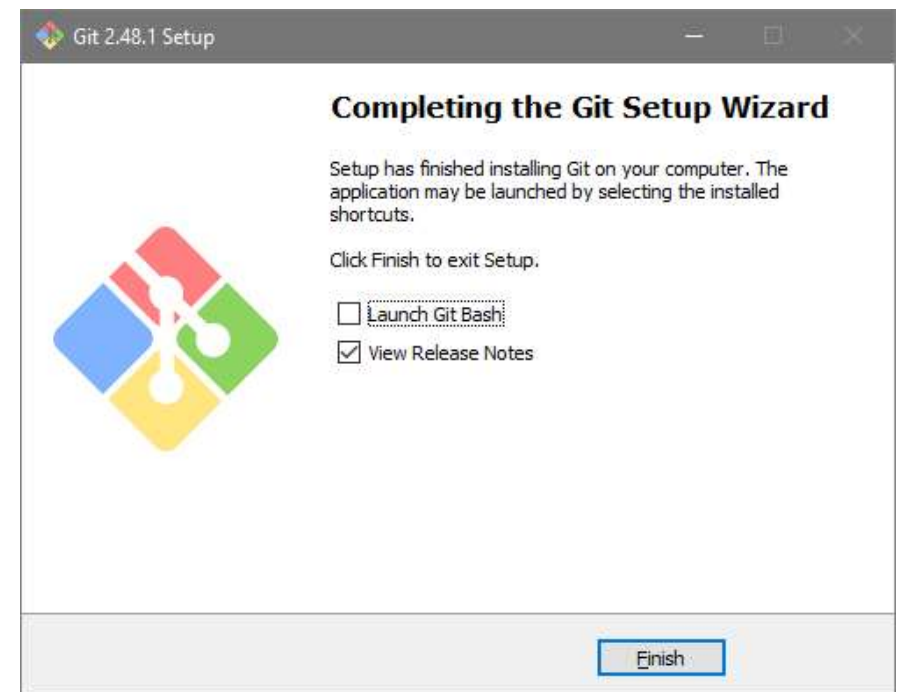 Git 2.48.1 Setup
Completing the Git Setup Wizard
Setup has finished installing Git on your computer. The
application may be launched by selecting the installed
shortcuts.
Click Finish to exit Setup.
Launch Git Bash
View Release Notes
Finish